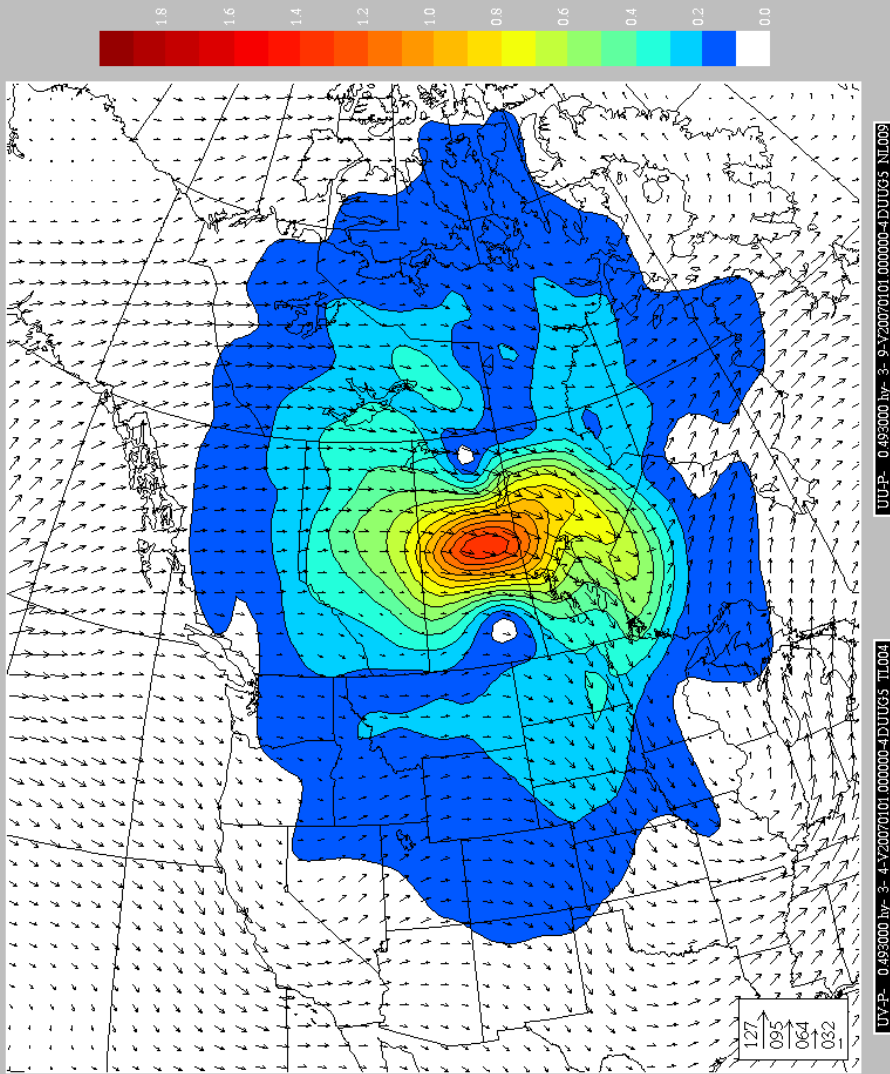 1.8 1.6 1.4 1.2 1.0 0.8 0.6 0.4 0.2 0.0
127
095
064
032
UV-P- 0.493000 hy- 3- 4-V20070101.000000-4DUUGS TL004
UU-P 0.493000 hy- 3- 9-V20070101.000000-4DUUGS NL009